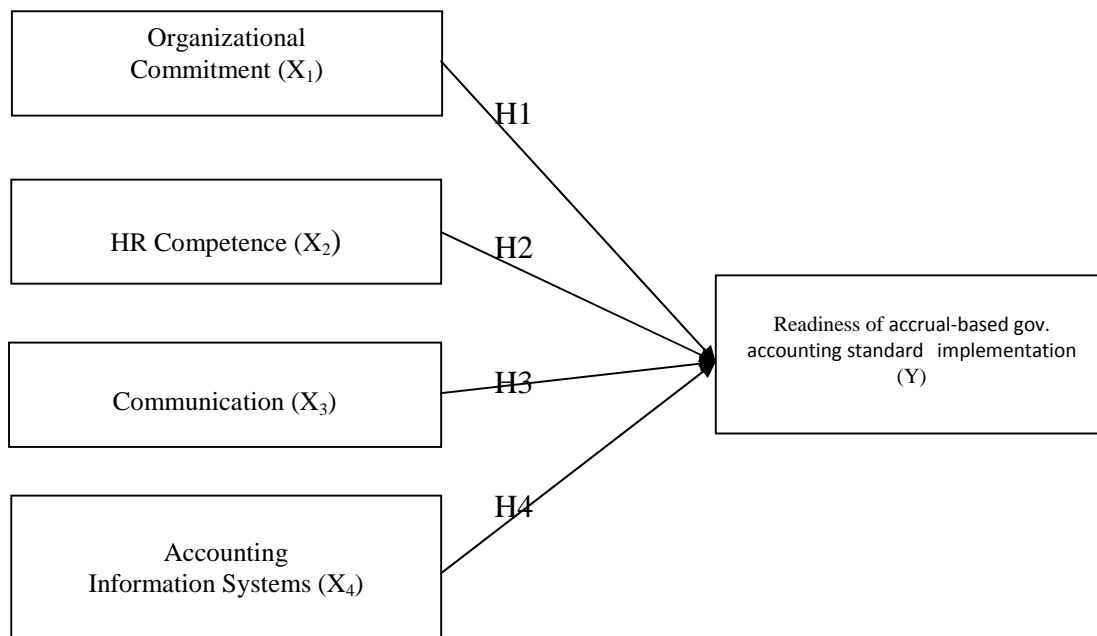 Organizational
Commitment (X₁)
H1
HR Competence (X₂)
H2
Readiness of accrual-based gov.
accounting standard implementation
(Y)
Communication (X₃)
H3
H4
Accounting
Information Systems (X₄)